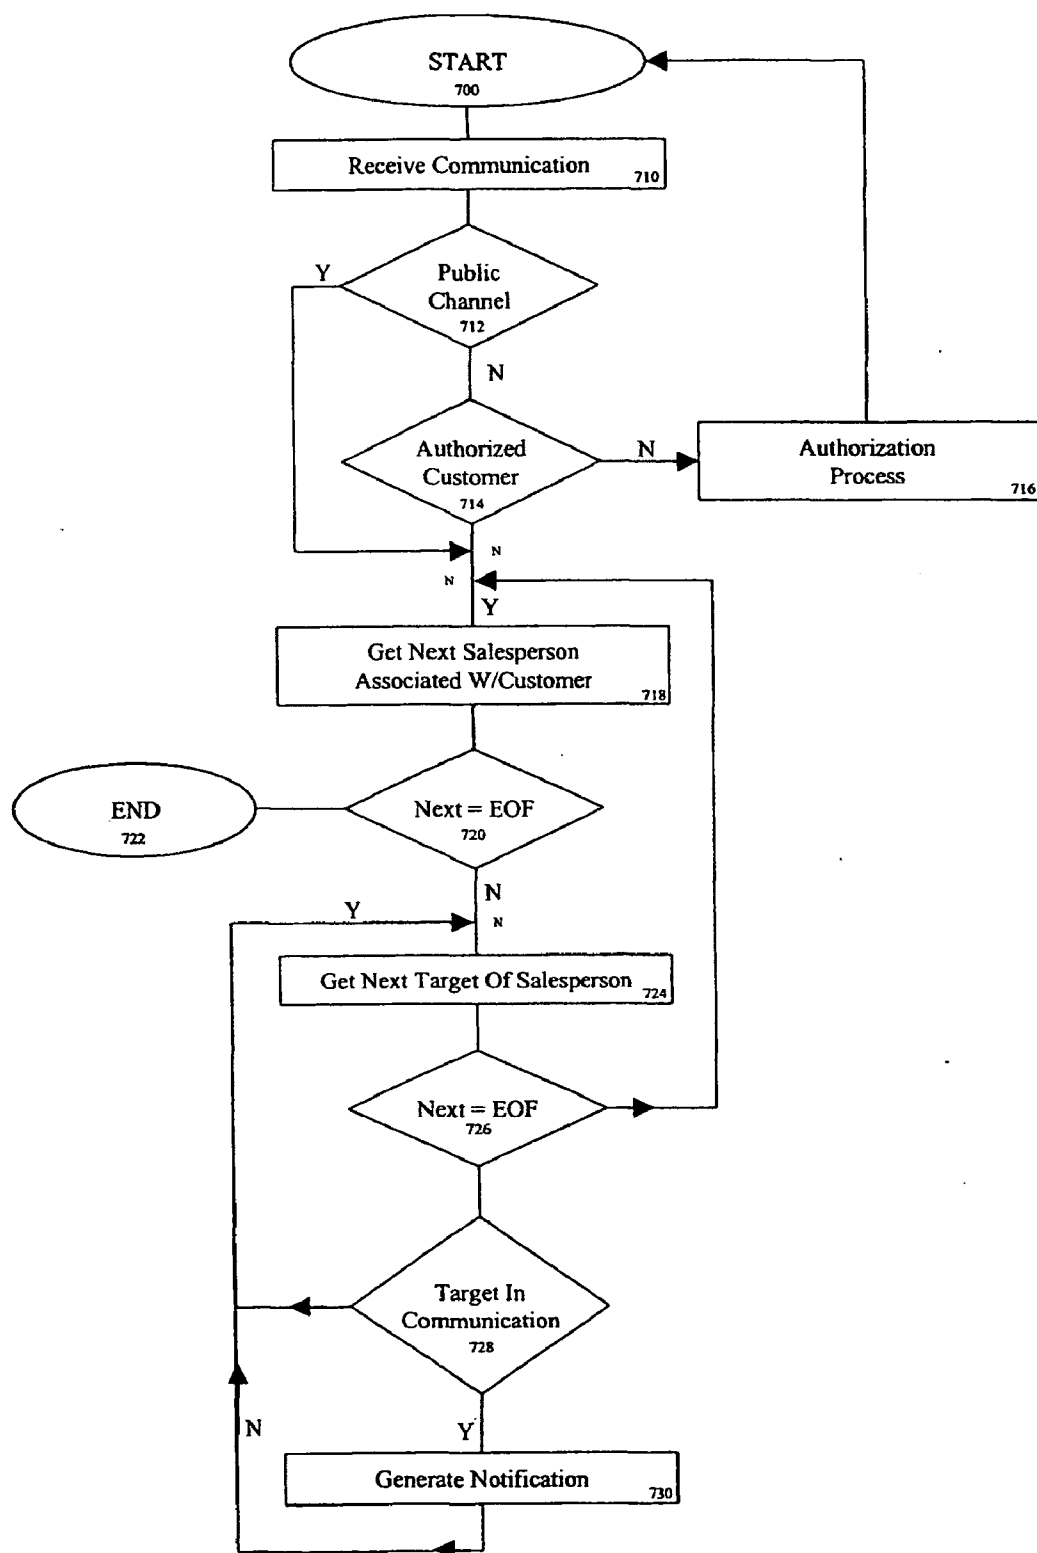 START
700
Receive Communication
710
Y
Public
Channel
712
N
Authorized
Customer
714
N
Authorization
Process
716
N
N
Y
Get Next Salesperson
Associated W/Customer
718
END
722
Next = EOF
720
N
Y
N
Get Next Target Of Salesperson
724
Next = EOF
726
Target In
Communication
728
N
Y
Generate Notification
730